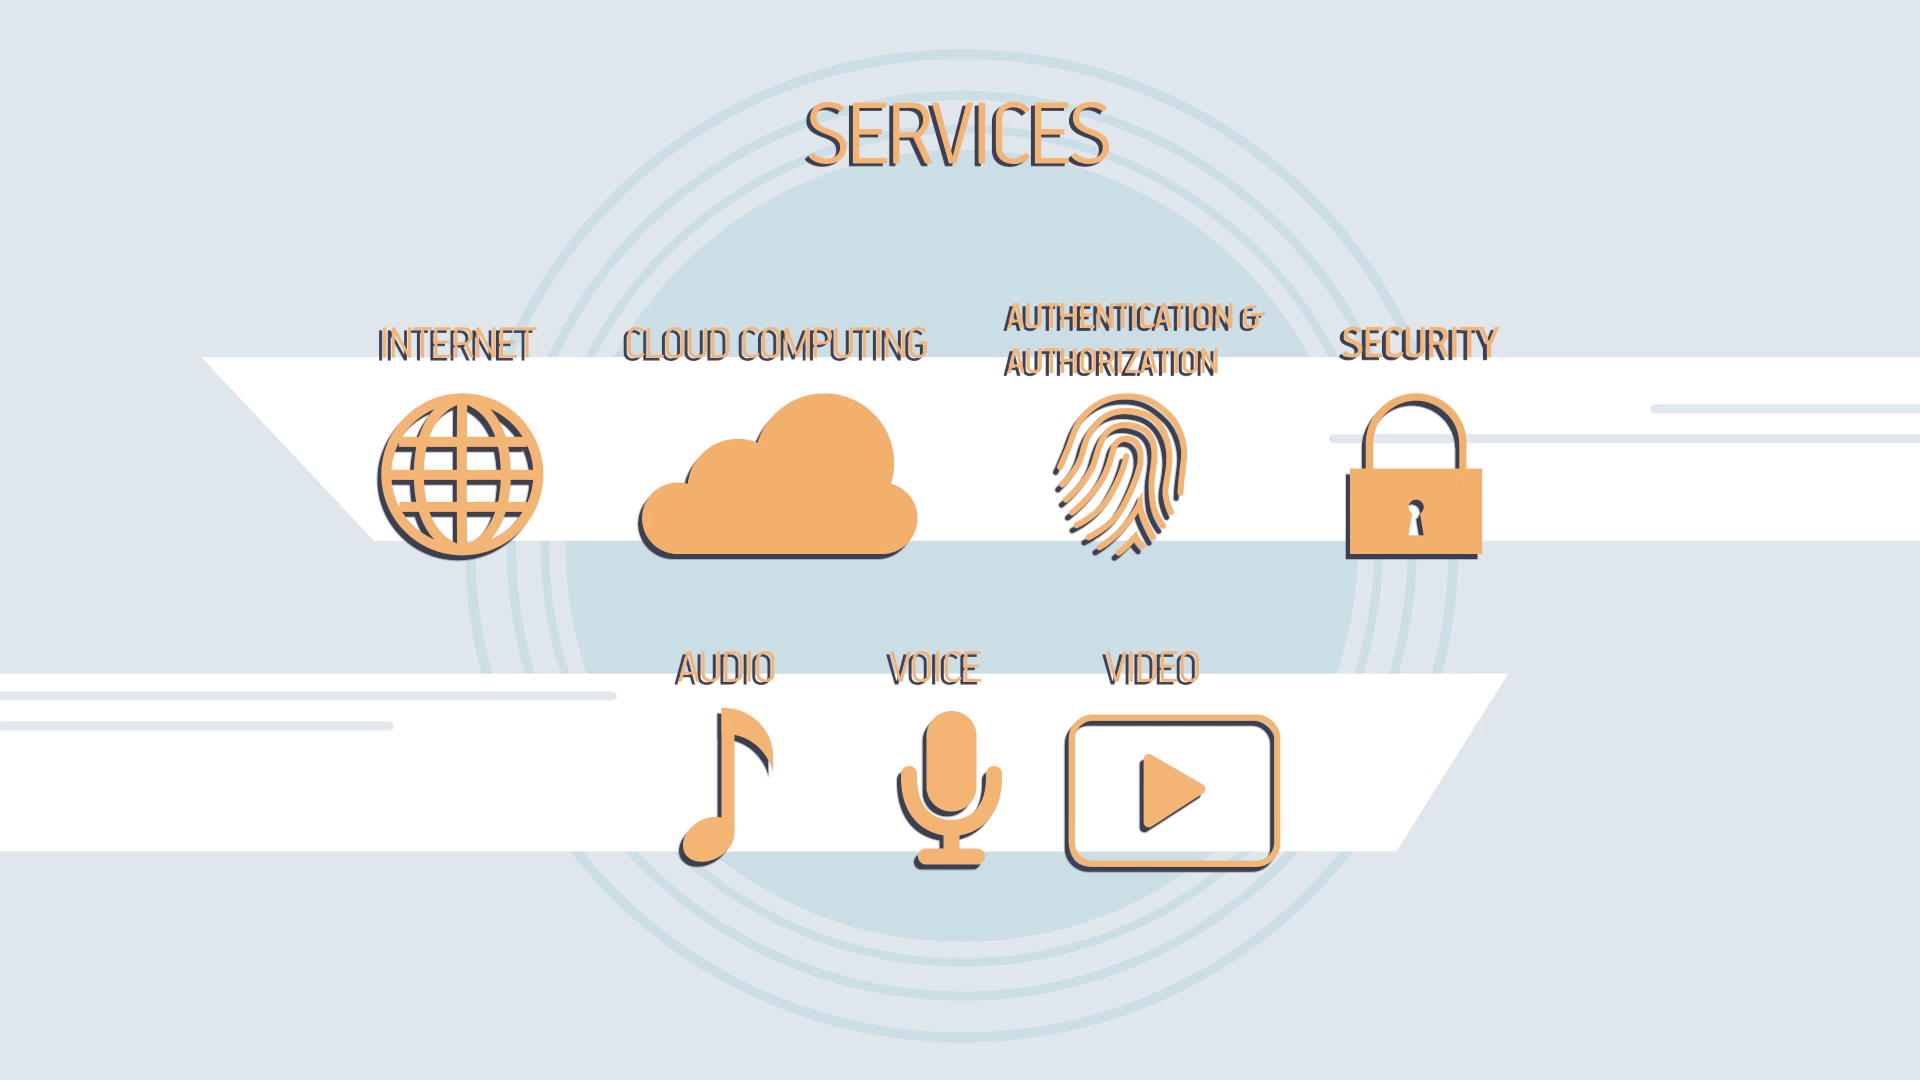 SERVICES
INTERNET
CLOUD COMPUTING
AUTHENTICATION &
AUTHORIZATION
SECURITY
AUDIO
VOICE
VIDEO